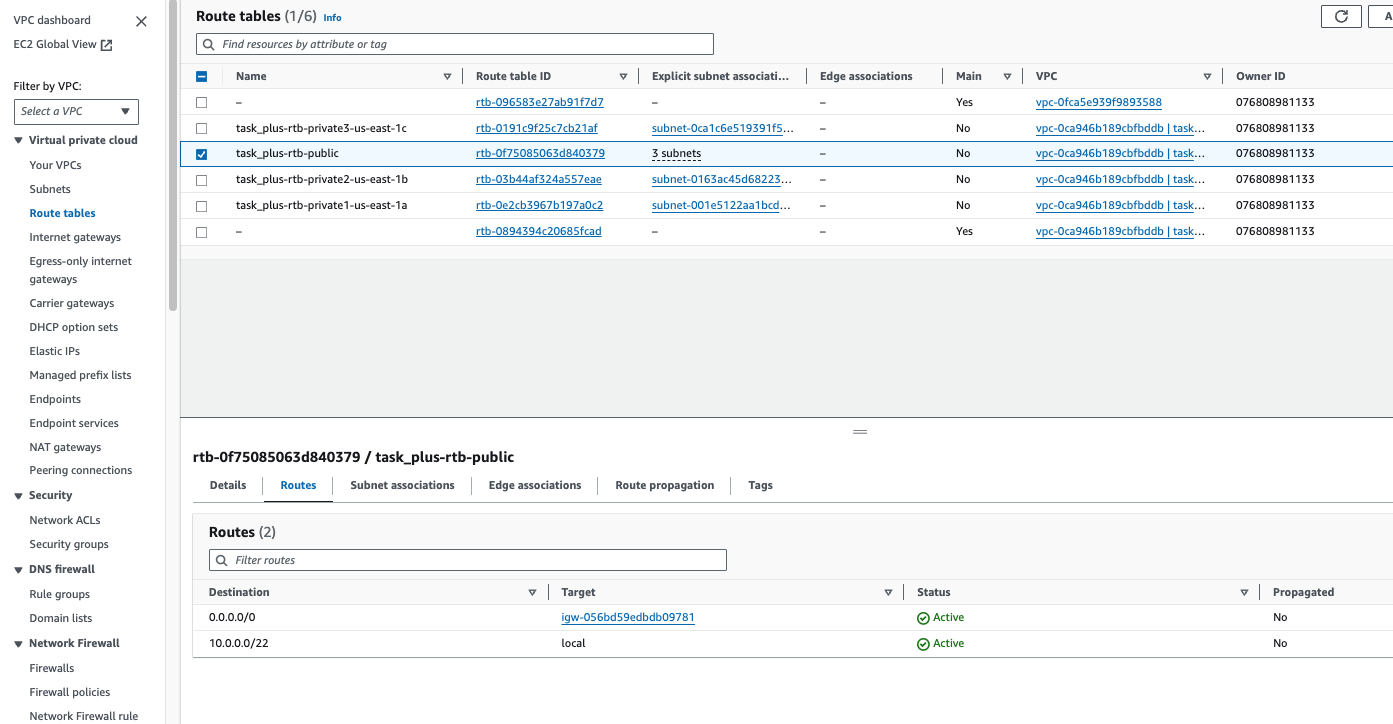 VPC dashboard
EC2 Global View
Filter by VPC:
Select a VPC
Virtual private cloud
Your VPCs
Subnets
Route tables
Internet gateways
Egress-only internet
gateways
Carrier gateways
DHCP option sets
Elastic IPs
Managed prefix lists
Endpoints
Endpoint services
NAT gateways
Peering connections
Security
Network ACLs
Security groups
DNS firewall
Rule groups
Domain lists
Network Firewall
Firewalls
Firewall policies
Network Firewall rule
Route tables (1/6) Info
A
Find resources by attribute or tag
Name Route table ID Explicit subnet associati... Edge associations Main VPC Owner ID
– rtb-096583e27ab91f7d7 – – Yes vpc-0fca5e939f9893588 076808981133
task_plus-rtb-private3-us-east-1c rtb-0191c9f25c7cb21af subnet-0ca1c6e519391f5... – No vpc-0ca946b189cbfbddb | task... 076808981133
task_plus-rtb-public rtb-0f75085063d840379 3 subnets – No vpc-0ca946b189cbfbddb | task... 076808981133
task_plus-rtb-private2-us-east-1b rtb-03b44af324a557eae subnet-0163ac45d68223... – No vpc-0ca946b189cbfbddb | task... 076808981133
task_plus-rtb-private1-us-east-1a rtb-0e2cb3967b197a0c2 subnet-001e5122aa1bcd... – No vpc-0ca946b189cbfbddb | task... 076808981133
– rtb-0894394c20685fcad – – Yes vpc-0ca946b189cbfbddb | task... 076808981133
rtb-0f75085063d840379 / task_plus-rtb-public
Details Routes Subnet associations Edge associations Route propagation Tags
Routes (2)
Filter routes
Destination Target Status Propagated
0.0.0.0/0 igw-056bd59edbdb09781 Active No
10.0.0.0/22 local Active No